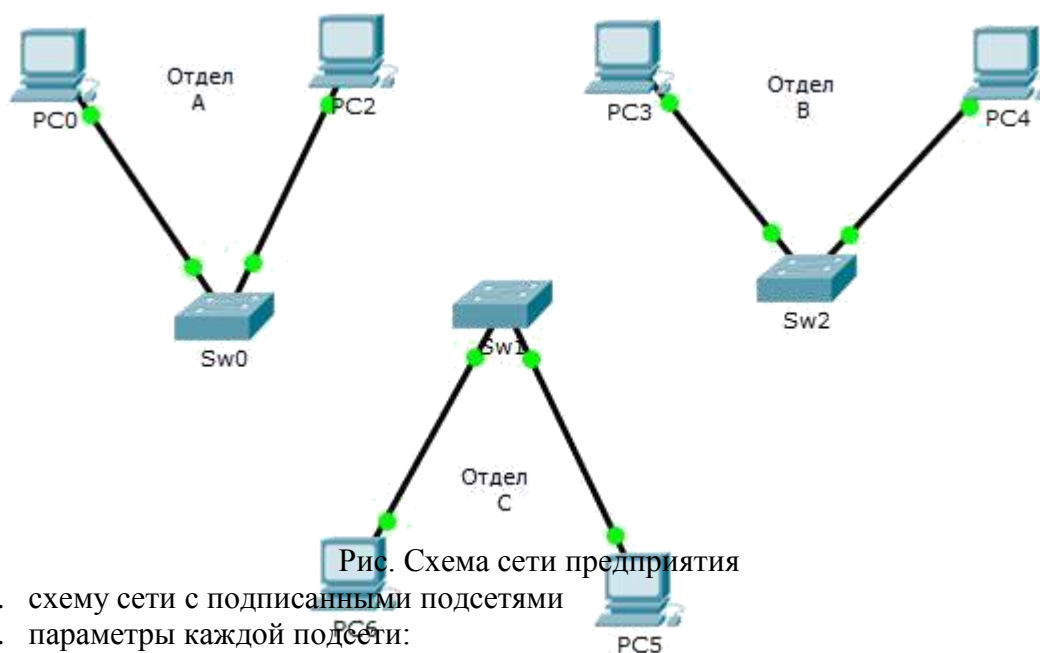 Отдел
A
PC0
PC2
Отдел
B
PC3
PC4
Sw0
Sw1
Sw2
Отдел
C
Рис. Схема сети предприятия
. схему сети с подписанными подсетями
PC6
. параметры каждой подсети:
PC5